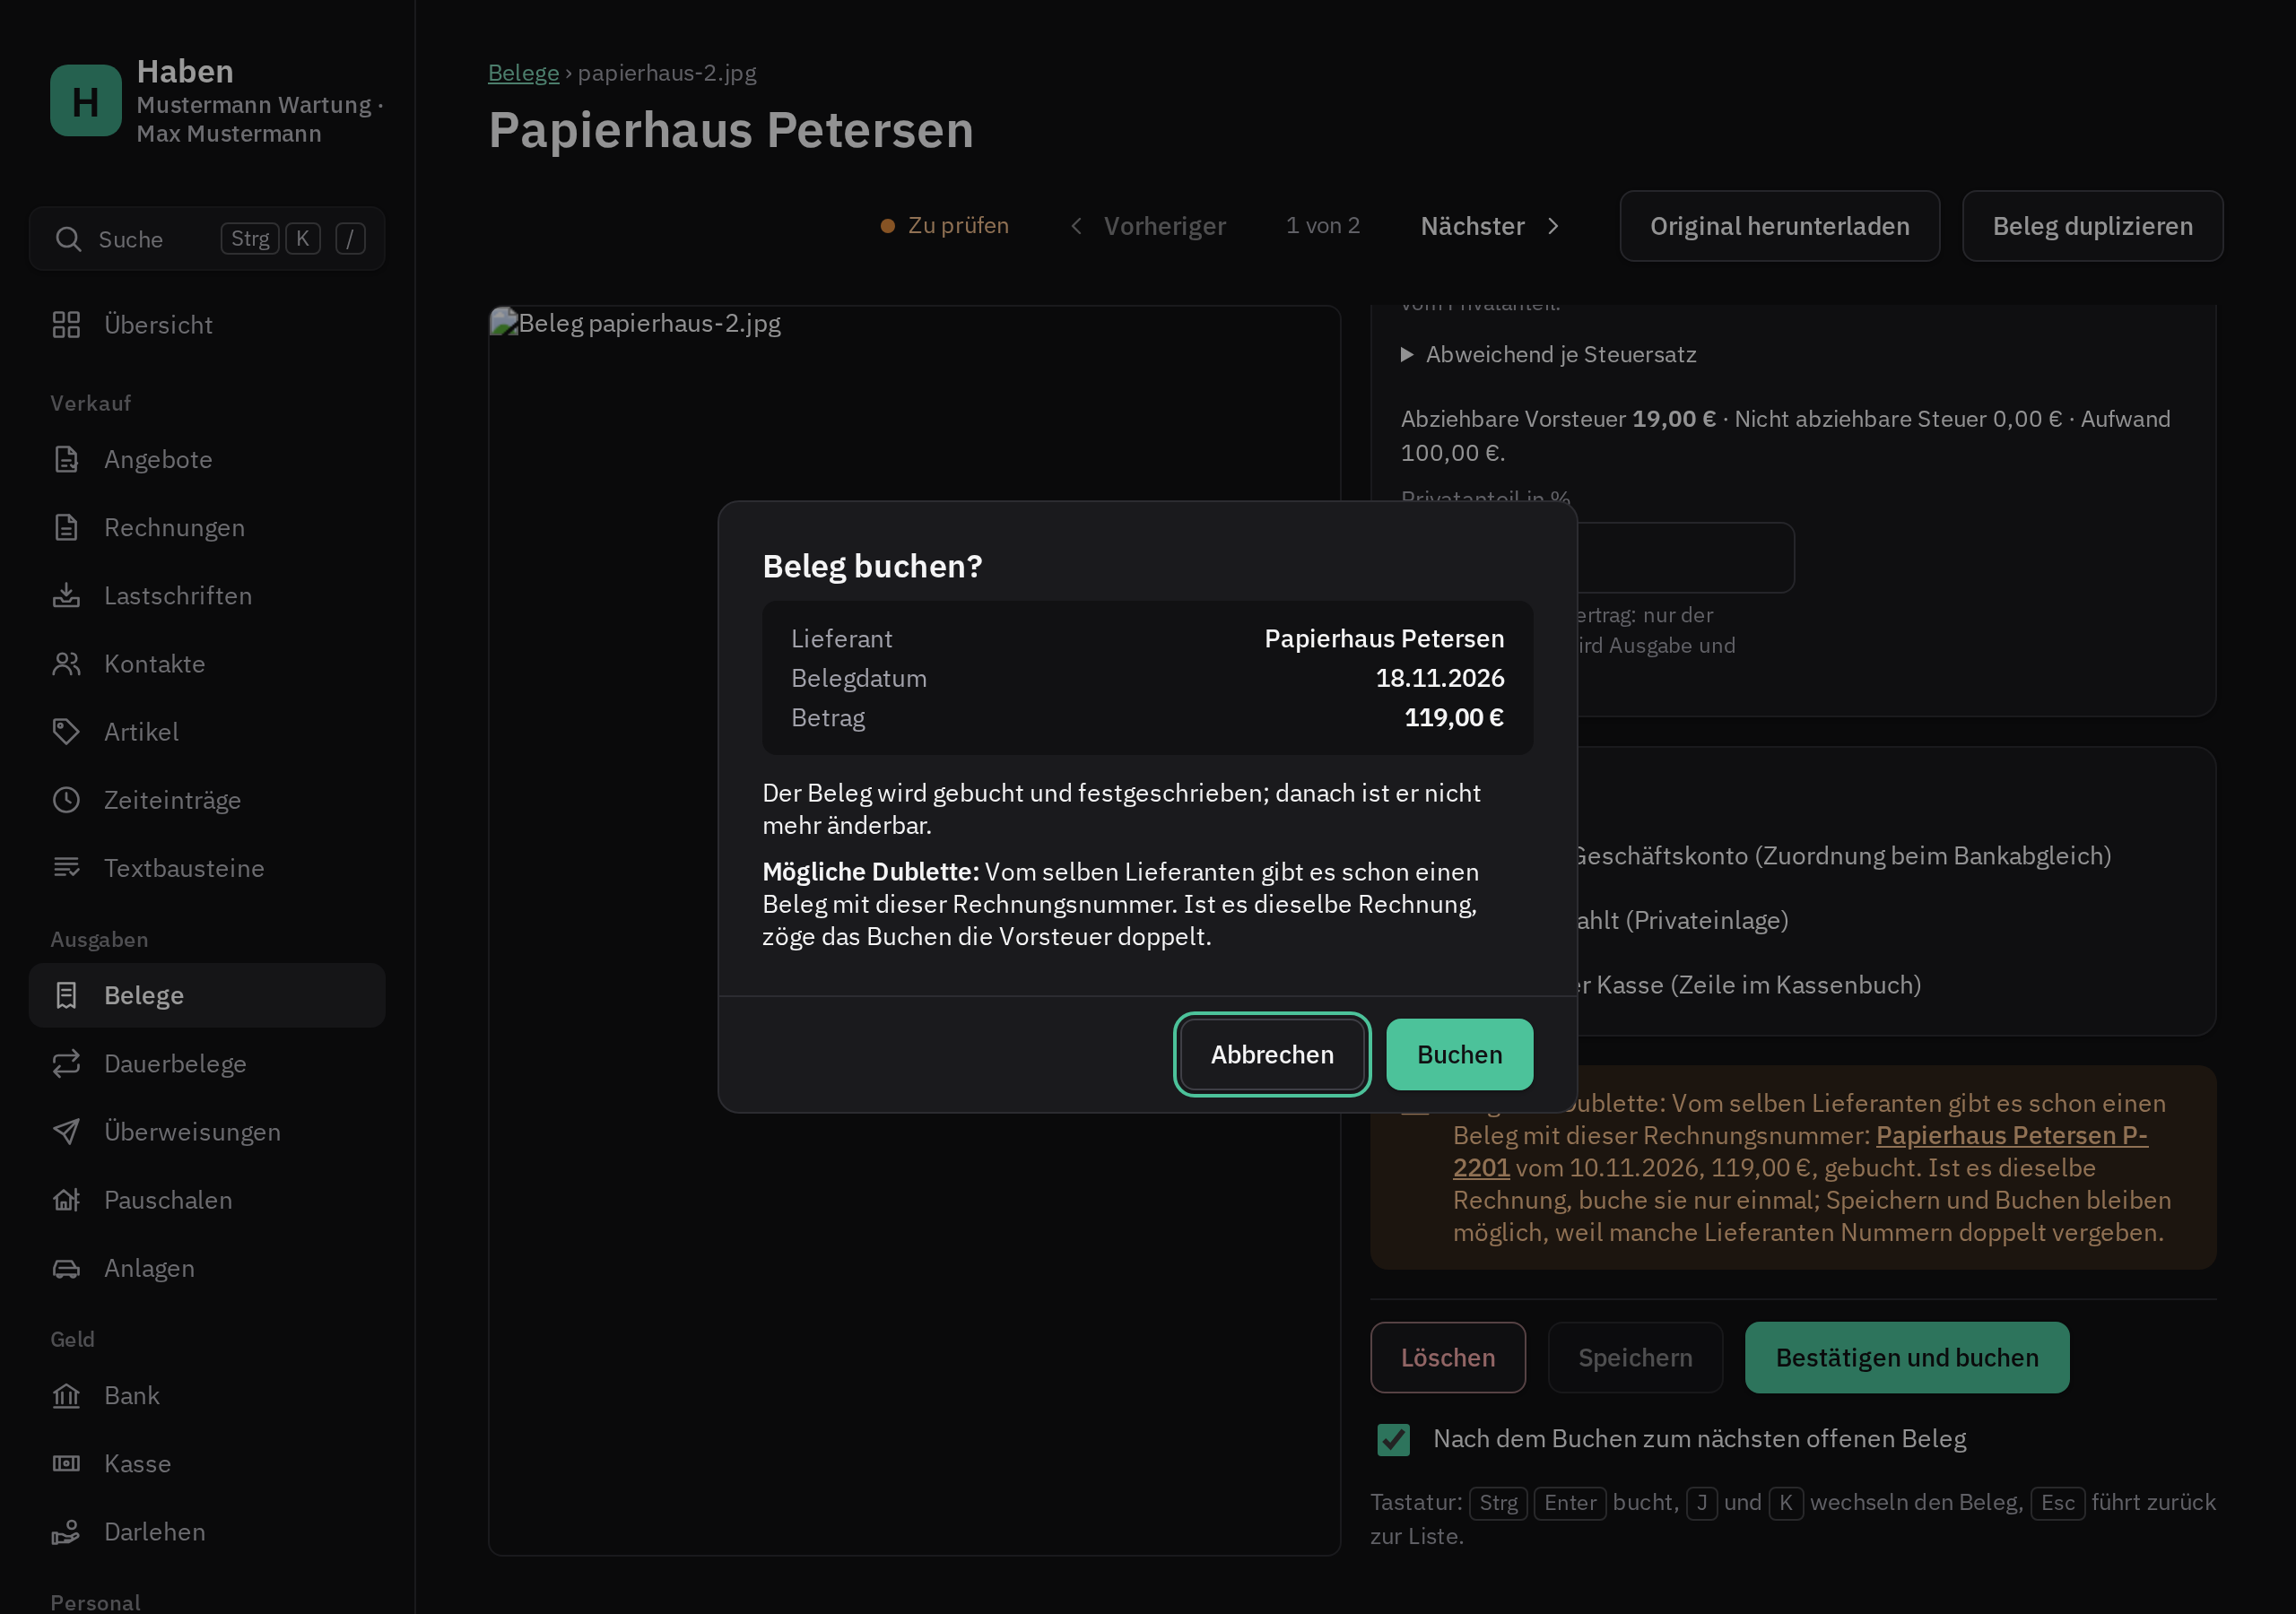 H
Haben
Mustermann Wartung ·
Max Mustermann
Suche Strg K /
Übersicht
Verkauf
Angebote
Rechnungen
Lastschriften
Kontakte
Artikel
Zeiteinträge
Textbausteine
Ausgaben
Belege
Dauerbelege
Überweisungen
Pauschalen
Anlagen
Geld
Bank
Kasse
Darlehen
Personal
Belege › papierhaus-2.jpg
Papierhaus Petersen
Zu prüfen
Vorheriger
1 von 2
Nächster
Original herunterladen
Beleg duplizieren
Beleg papierhaus-2.jpg
vom Privatanteil.
Abweichend je Steuersatz
Abziehbare Vorsteuer 19,00 € · Nicht abziehbare Steuer 0,00 € · Aufwand
100,00 €.
Privatanteil in %
ertrag: nur der
ird Ausgabe und
Geschäftskonto (Zuordnung beim Bankabgleich)
ahlt (Privateinlage)
er Kasse (Zeile im Kassenbuch)
Beleg buchen?
Lieferant Papierhaus Petersen
Belegdatum 18.11.2026
Betrag 119,00 €
Der Beleg wird gebucht und festgeschrieben; danach ist er nicht
mehr änderbar.
Mögliche Dublette: Vom selben Lieferanten gibt es schon einen
Beleg mit dieser Rechnungsnummer. Ist es dieselbe Rechnung,
zöge das Buchen die Vorsteuer doppelt.
Abbrechen
Buchen
Dublette: Vom selben Lieferanten gibt es schon einen
Beleg mit dieser Rechnungsnummer: Papierhaus Petersen P-
2201 vom 10.11.2026, 119,00 €, gebucht. Ist es dieselbe
Rechnung, buche sie nur einmal; Speichern und Buchen bleiben
möglich, weil manche Lieferanten Nummern doppelt vergeben.
Löschen
Speichern
Bestätigen und buchen
Nach dem Buchen zum nächsten offenen Beleg
Tastatur: Strg Enter bucht, J und K wechseln den Beleg, Esc führt zurück
zur Liste.